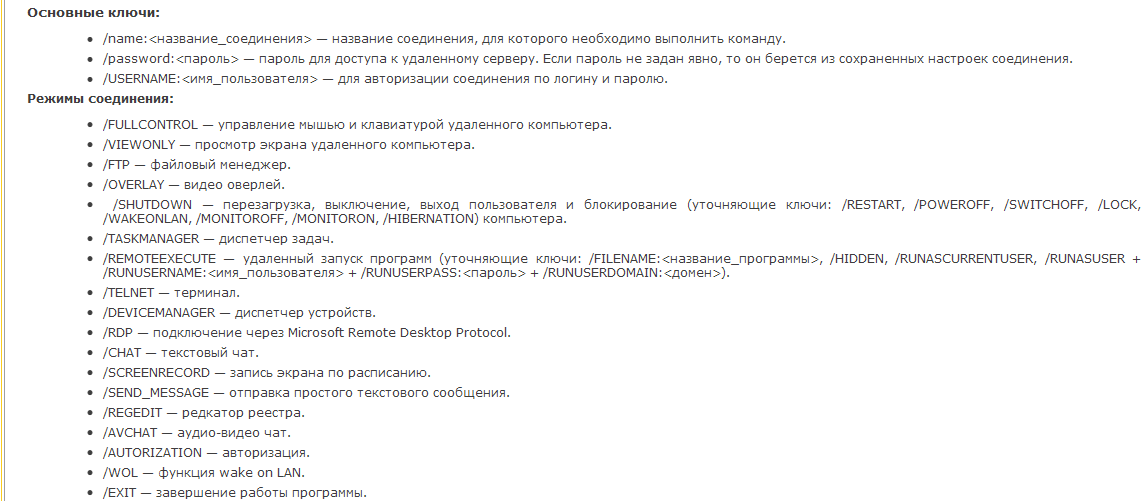 Основные ключи:
• /name:<название_соединения> — название соединения, для которого необходимо выполнить команду.
• /password:<пароль> — пароль для доступа к удаленному серверу. Если пароль не задан явно, то он берется из сохраненных настроек соединения.
• /USERNAME:<имя_пользователя> — для авторизации соединения по логину и паролю.
Режимы соединения:
• /FULLCONTROL — управление мышью и клавиатурой удаленного компьютера.
• /VIEWONLY — просмотр экрана удаленного компьютера.
• /FTP — файловый менеджер.
• /OVERLAY — видео оверлей.
• /SHUTDOWN — перезагрузка, выключение, выход пользователя и блокирование (уточняющие ключи: /RESTART, /POWEROFF, /SWITCHOFF, /LOCK,
/WAKEONLAN, /MONITOROFF, /MONITORON, /HIBERNATION) компьютера.
• /TASKMANAGER — диспетчер задач.
• /REMOTEEXECUTE — удаленный запуск программ (уточняющие ключи: /FILENAME:<название_программы>, /HIDDEN, /RUNASCURRENTUSER, /RUNASUSER +
/RUNUSERNAME:<имя_пользователя> + /RUNUSERPASS:<пароль> + /RUNUSERDOMAIN:<домен>).
• /TELNET — терминал.
• /DEVICEMANAGER — диспетчер устройств.
• /RDP — подключение через Microsoft Remote Desktop Protocol.
• /CHAT — текстовый чат.
• /SCREENRECORD — запись экрана по расписанию.
• /SEND_MESSAGE — отправка простого текстового сообщения.
• /REGEDIT — редкатор реестра.
• /AVCHAT — аудио-видео чат.
• /AUTORIZATION — авторизация.
• /WOL — функция wake on LAN.
• /EXIT — завершение работы программы.